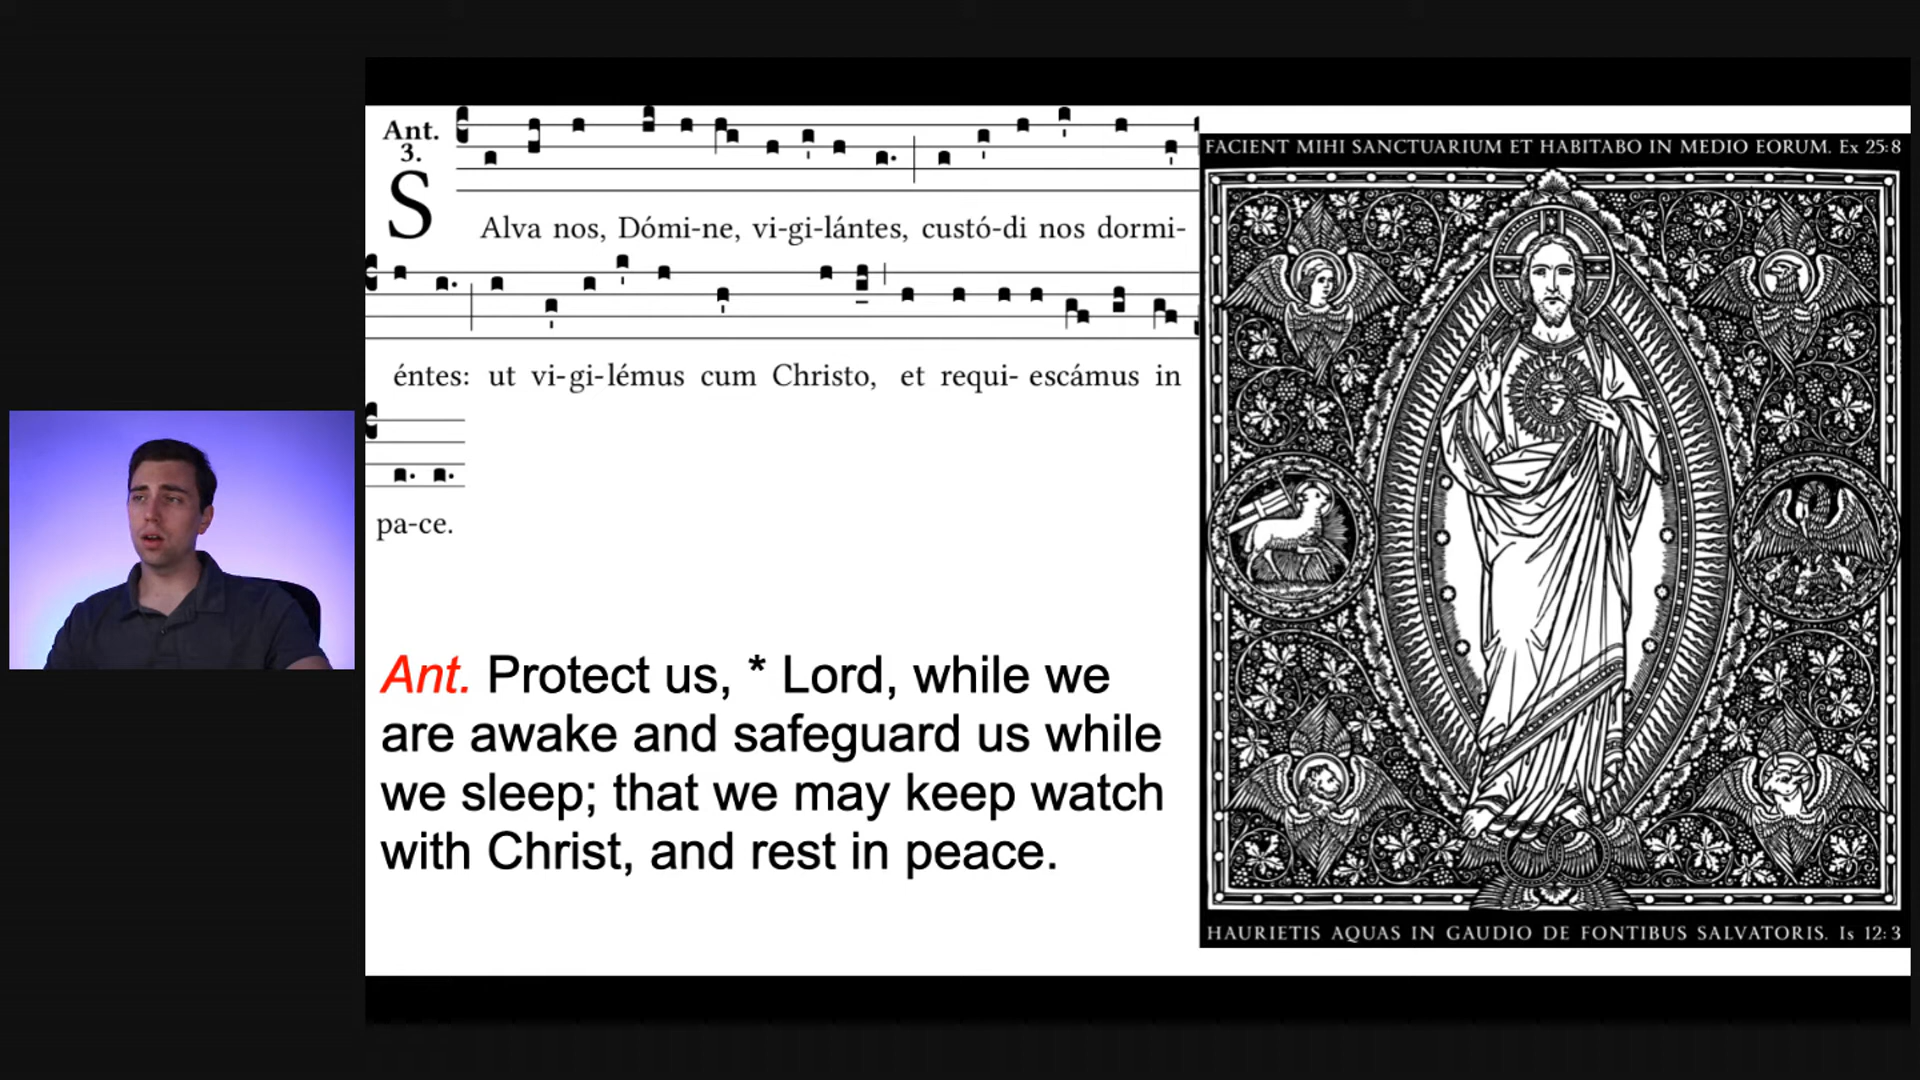 Ant.
3.
SAlva nos, Dómi-ne, vi-gi-lántes, custó-di nos dormi-
éntes: ut vi-gi-lémus cum Christo, et requi- escámus in
pa-ce.
Ant. Protect us, * Lord, while we
are awake and safeguard us while
we sleep; that we may keep watch
with Christ, and rest in peace.
FACIENT MIHI SANCTUARIUM ET HABITABO IN MEDIO EORUM. Ex 25:8
HAURIETIS AQUAS IN GAUDIO DE FONTIBUS SALVATORIS. Is 12:3